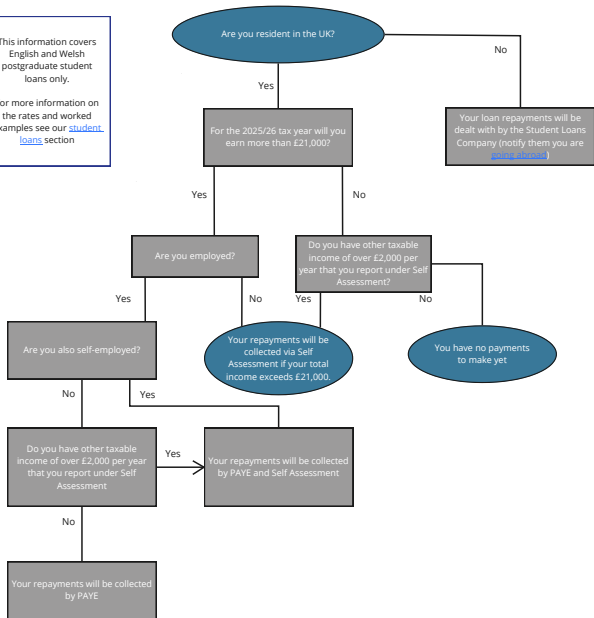 This information covers
English and Welsh
postgraduate student
loans only.
or more information on
the rates and worked
examples see our student
loans section
Are you resident in the UK?
No
Yes
Your loan repayments will be
dealt with by the Student Loans
Company (notify them you are
going abroad)
For the 2025/26 tax year will you
earn more than £21,000?
Yes
No
Are you employed?
Do you have other taxable
income of over £2,000 per
year that you report under Self
Assessment?
Yes
No
Yes
No
Are you also self-employed?
Your repayments will be
collected via Self
Assessment if your total
income exceeds £21,000.
You have no payments
to make yet
No
Yes
Do you have other taxable
income of over £2,000 per year
that you report under Self
Assessment
Yes
Your repayments will be collected
by PAYE and Self Assessment
No
Your repayments will be collected
by PAYE